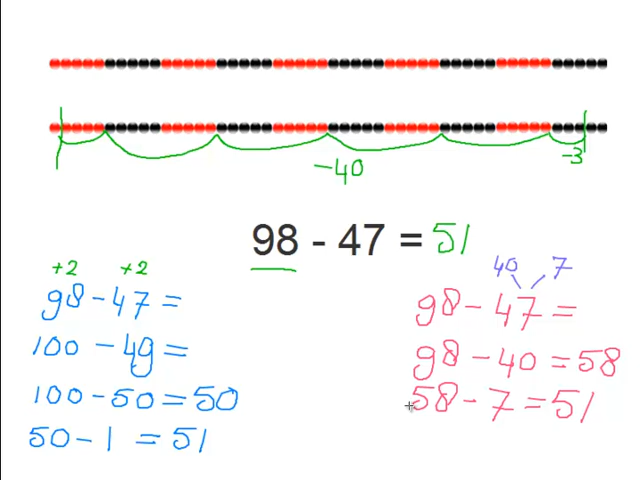 -40
-3
98 - 47 = 51
+2 +2
98 - 47 =
100 - 49 =
100 - 50 = 50
50 - 1 = 51
40 7
98 - 47 =
98 - 40 = 58
58 - 7 = 51